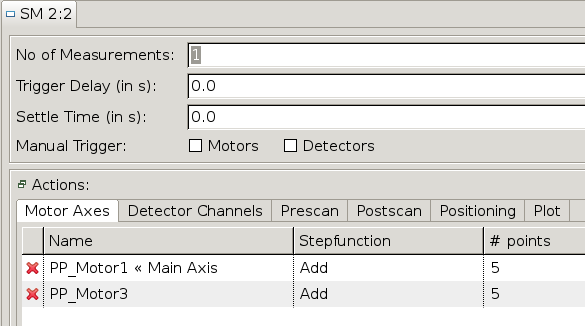 SM 2:2
No of Measurements: 1
Trigger Delay (in s): 0.0
Settle Time (in s): 0.0
Manual Trigger: Motors Detectors
Actions:
Motor Axes Detector Channels Prescan Postscan Positioning Plot
Name Stepfunction # points
PP_Motor1 « Main Axis Add 5
PP_Motor3 Add 5